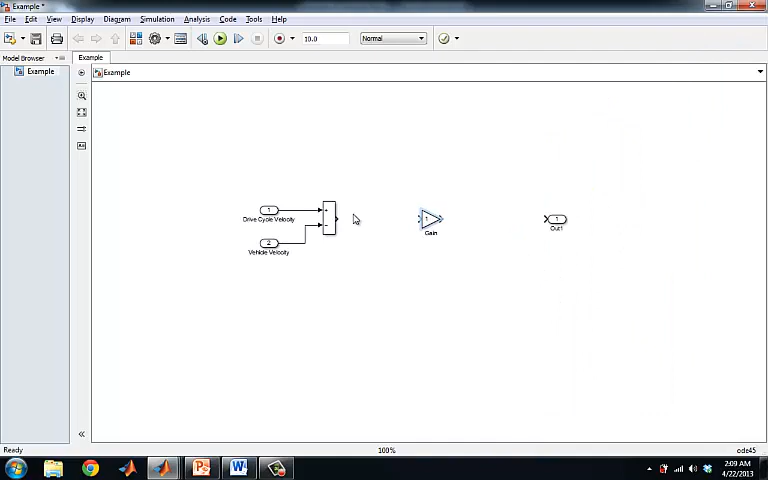 Example *
File Edit View Display Diagram Simulation Analysis Code Tools Help
10.0 Normal
Model Browser
Example
Example
Example
1
Drive Cycle Velocity
2
Vehicle Velocity
+
−
1
Gain
1
Out1
Ready 100% ode45
2:09 AM
4/22/2013